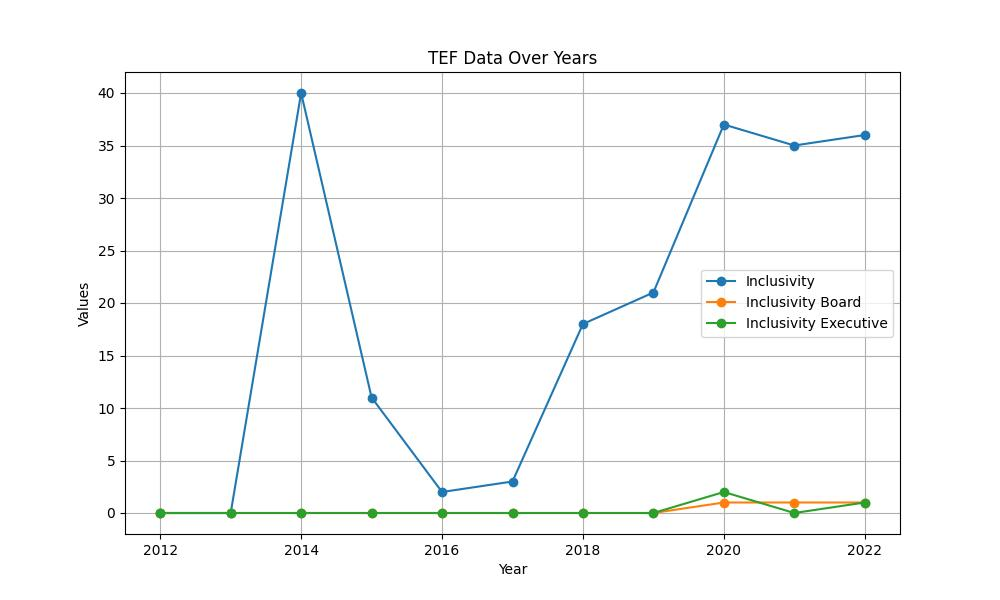 TEF Data Over Years
40
35
30
25
20
15
10
5
0
Values
Inclusivity
Inclusivity Board
Inclusivity Executive
2012 2014 2016 2018 2020 2022
Year